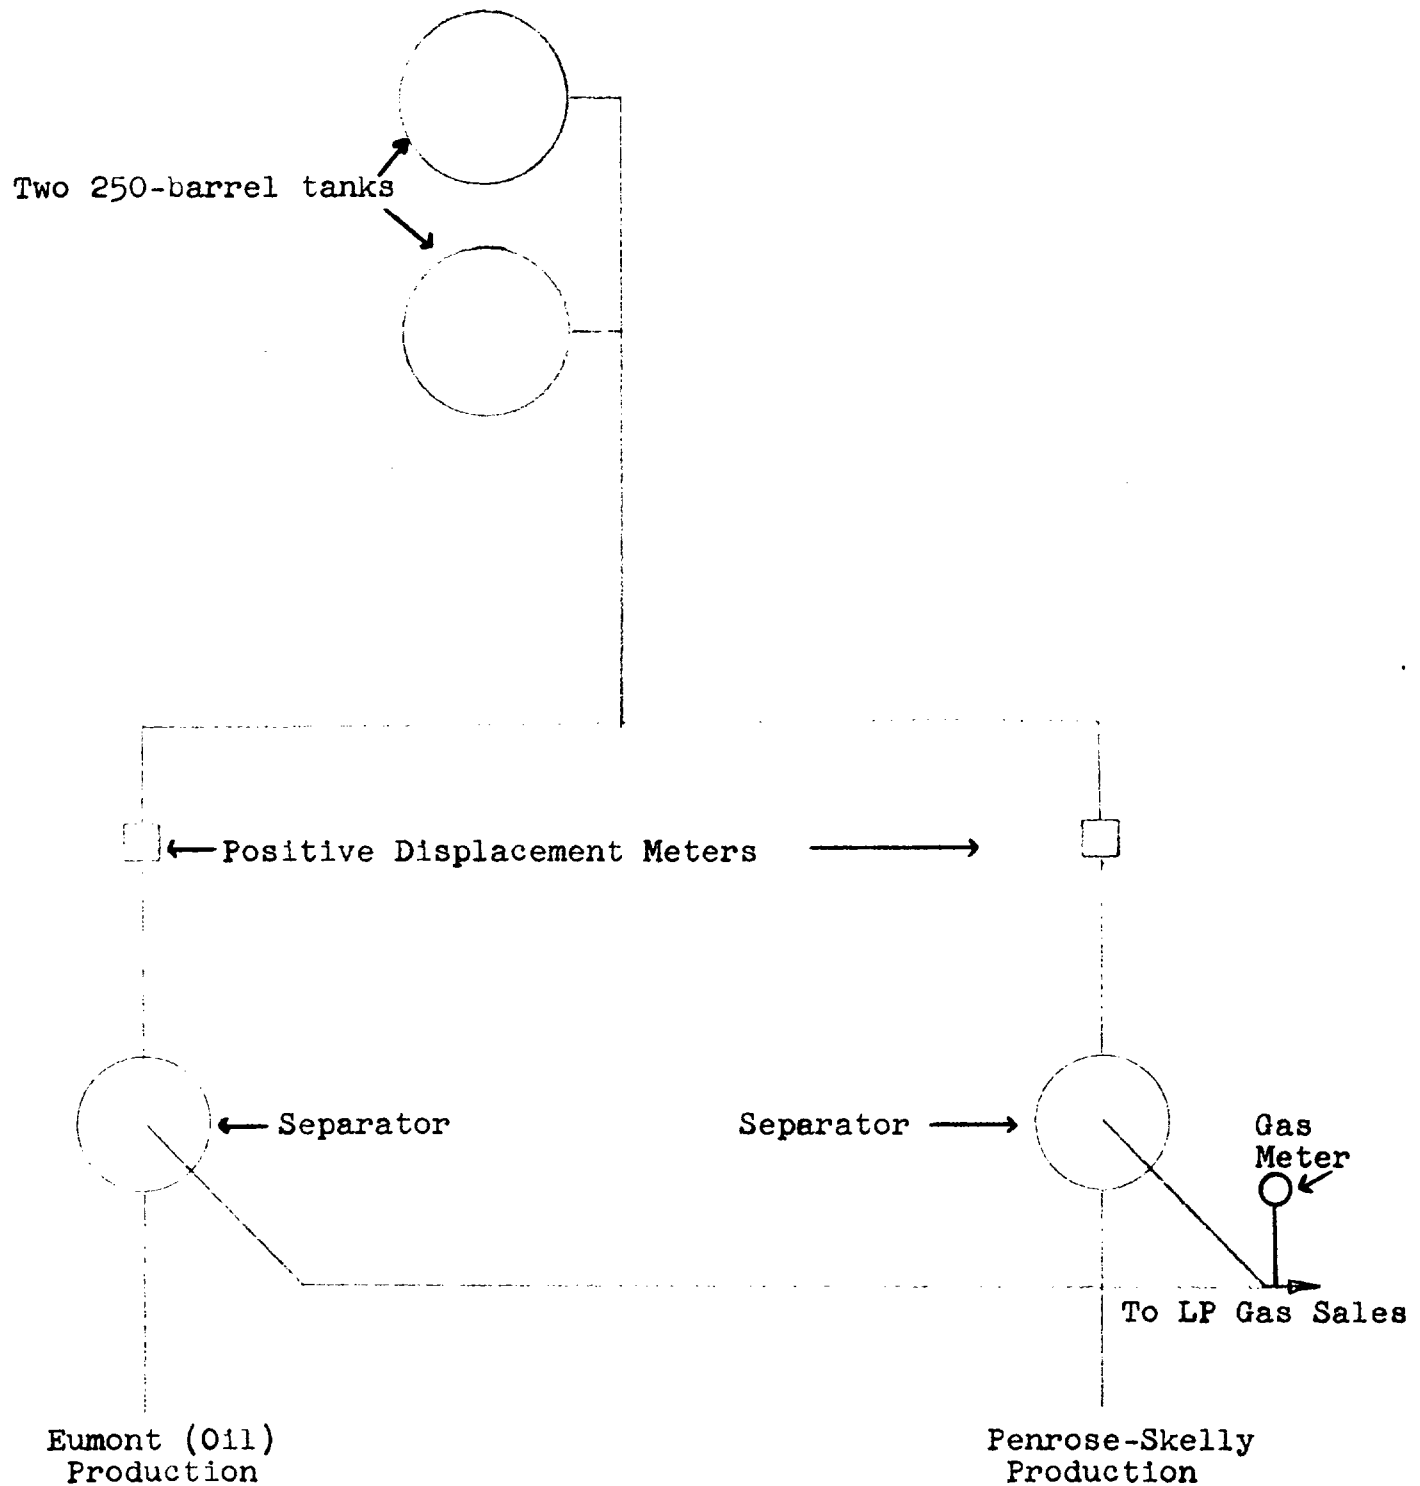 Two 250-barrel tanks
Positive Displacement Meters
Separator
Separator
Gas
Meter
To LP Gas Sales
Eumont (Oil)
Production
Penrose-Skelly
Production